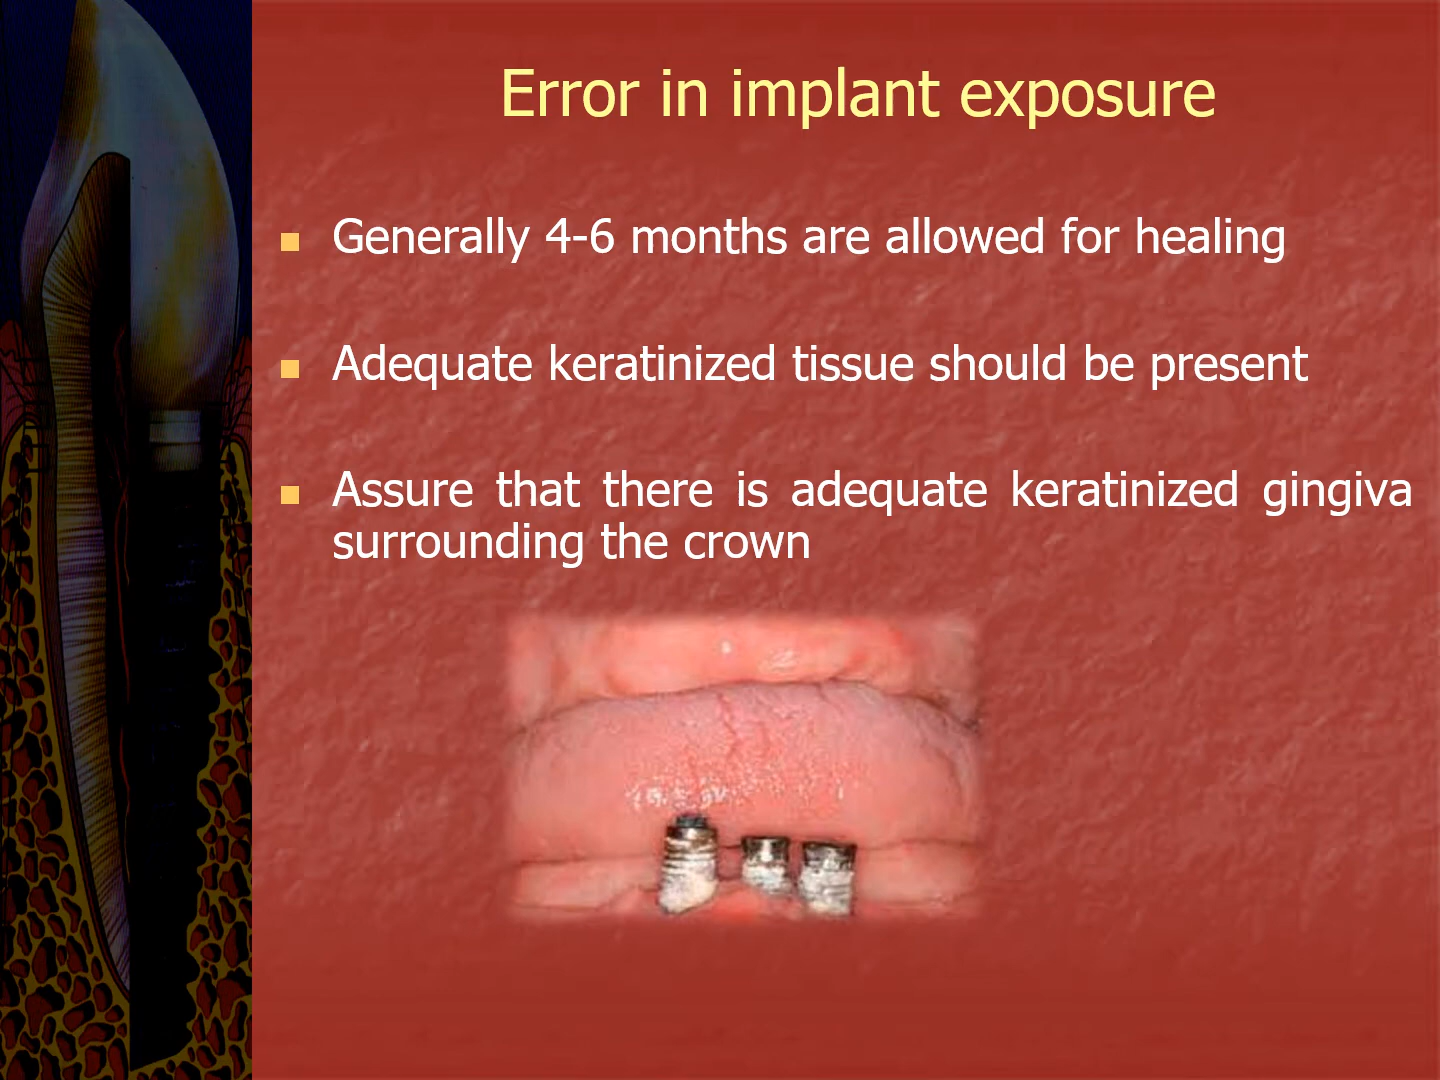 Error in implant exposure
Generally 4-6 months are allowed for healing
Adequate keratinized tissue should be present
Assure that there is adequate keratinized gingiva
surrounding the crown